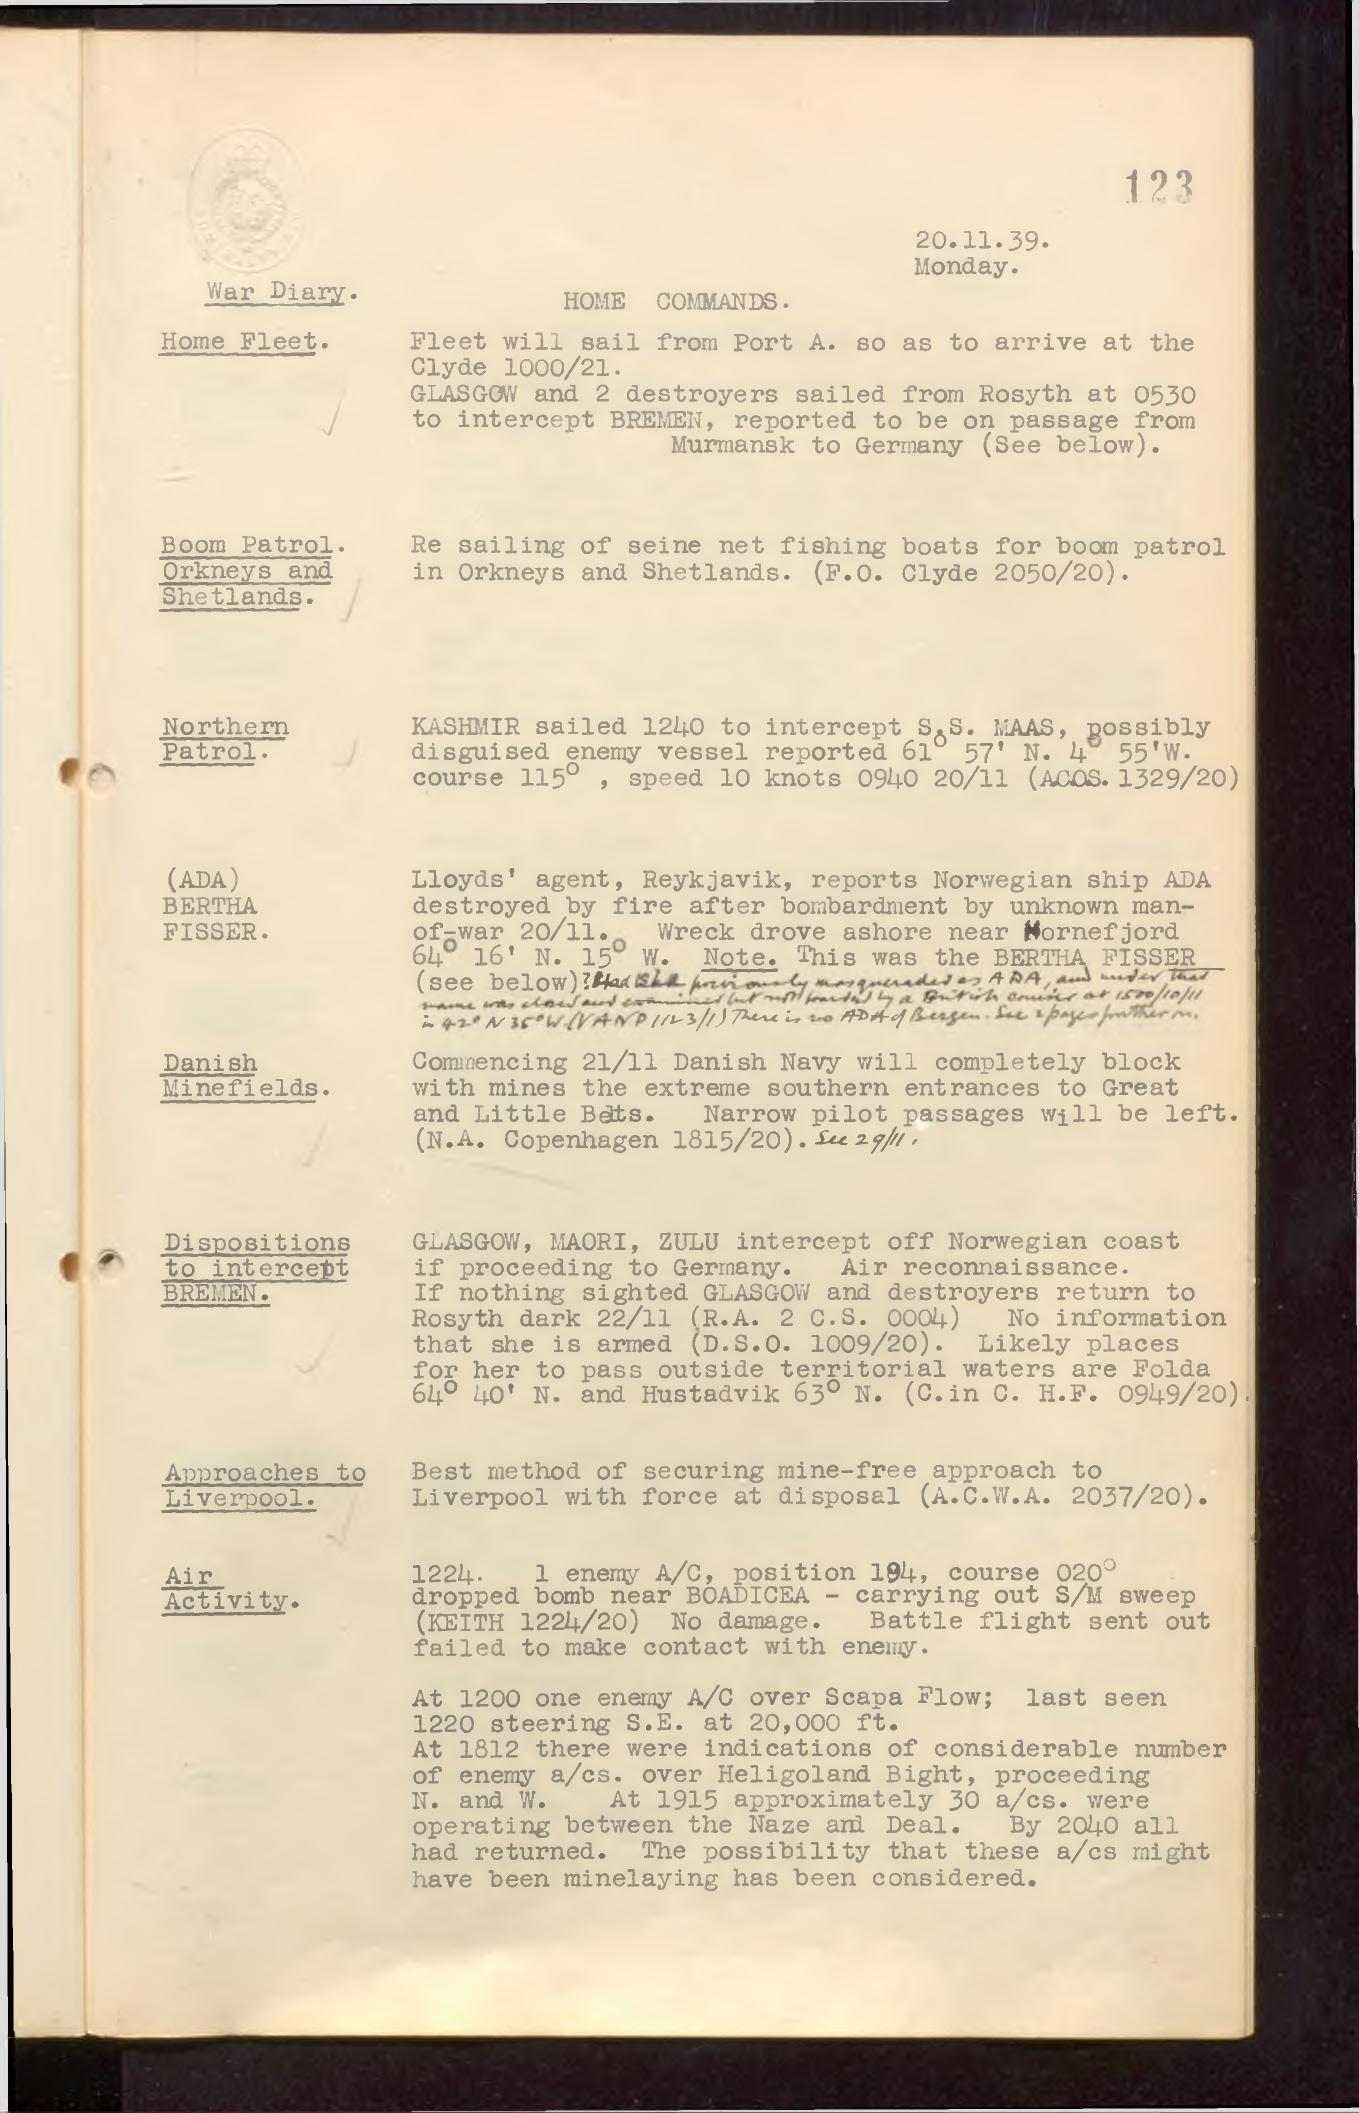 123
20.11.39.
Monday.
War Diary.
HOME COMMANDS.
Home Fleet.
Fleet will sail from Port A. so as to arrive at the
Clyde 1000/21.
GLASGOW and 2 destroyers sailed from Rosyth at 0530
to intercept BREMEN, reported to be on passage from
Murmansk to Germany (See below).
Boom Patrol.
Orkneys and
Shetlands.
Re sailing of seine net fishing boats for boom patrol
in Orkneys and Shetlands. (F.O. Clyde 2050/20).
Northern
Patrol.
KASHMIR sailed 1240 to intercept S.S. MAAS, possibly
disguised enemy vessel reported 61° 57' N. 4° 55'W.
course 115° , speed 10 knots 0940 20/11 (ACOS. 1329/20)
(ADA)
BERTHA
FISSER.
Lloyds' agent, Reykjavik, reports Norwegian ship ADA
destroyed by fire after bombardment by unknown man-
of-war 20/11. Wreck drove ashore near Hornefjord
64° 16' N. 15° W. Note. This was the BERTHA FISSER
(see below)? Had she previously masqueraded as ADA, and under that
name was closed and examined but not boarded by a British cruiser at 1500/10/11
in 42° N 35° W. (V A N P 1123/1) There is no ADA of Bergen. See 2 pages further on.
Danish
Minefields.
Commencing 21/11 Danish Navy will completely block
with mines the extreme southern entrances to Great
and Little Belts. Narrow pilot passages will be left.
(N.A. Copenhagen 1815/20). See 29/11.
Dispositions
to intercept
BREMEN.
GLASGOW, MAORI, ZULU intercept off Norwegian coast
if proceeding to Germany. Air reconnaissance.
If nothing sighted GLASGOW and destroyers return to
Rosyth dark 22/11 (R.A. 2 C.S. 0004) No information
that she is armed (D.S.O. 1009/20). Likely places
for her to pass outside territorial waters are Folda
64° 40' N. and Hustadvik 63° N. (C.in C. H.F. 0949/20).
Approaches to
Liverpool.
Best method of securing mine-free approach to
Liverpool with force at disposal (A.C.W.A. 2037/20).
Air
Activity.
1224. 1 enemy A/C, position 194, course 020°
dropped bomb near BOADICEA - carrying out S/M sweep
(KEITH 1224/20) No damage. Battle flight sent out
failed to make contact with enemy.
At 1200 one enemy A/C over Scapa Flow; last seen
1220 steering S.E. at 20,000 ft.
At 1812 there were indications of considerable number
of enemy a/cs. over Heligoland Bight, proceeding
N. and W. At 1915 approximately 30 a/cs. were
operating between the Naze and Deal. By 2040 all
had returned. The possibility that these a/cs might
have been minelaying has been considered.